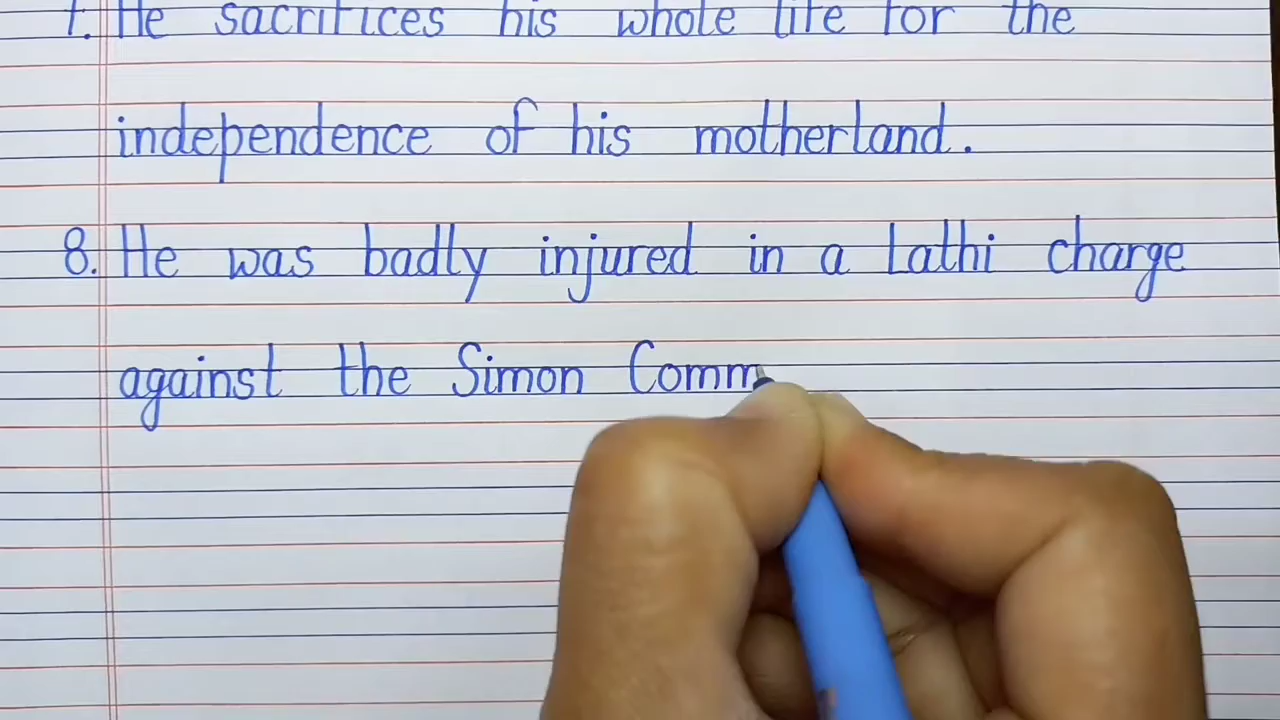 7. He sacrifices his whole life for the
independence of his motherland.
8. He was badly injured in a Lathi charge
against the Simon Comm